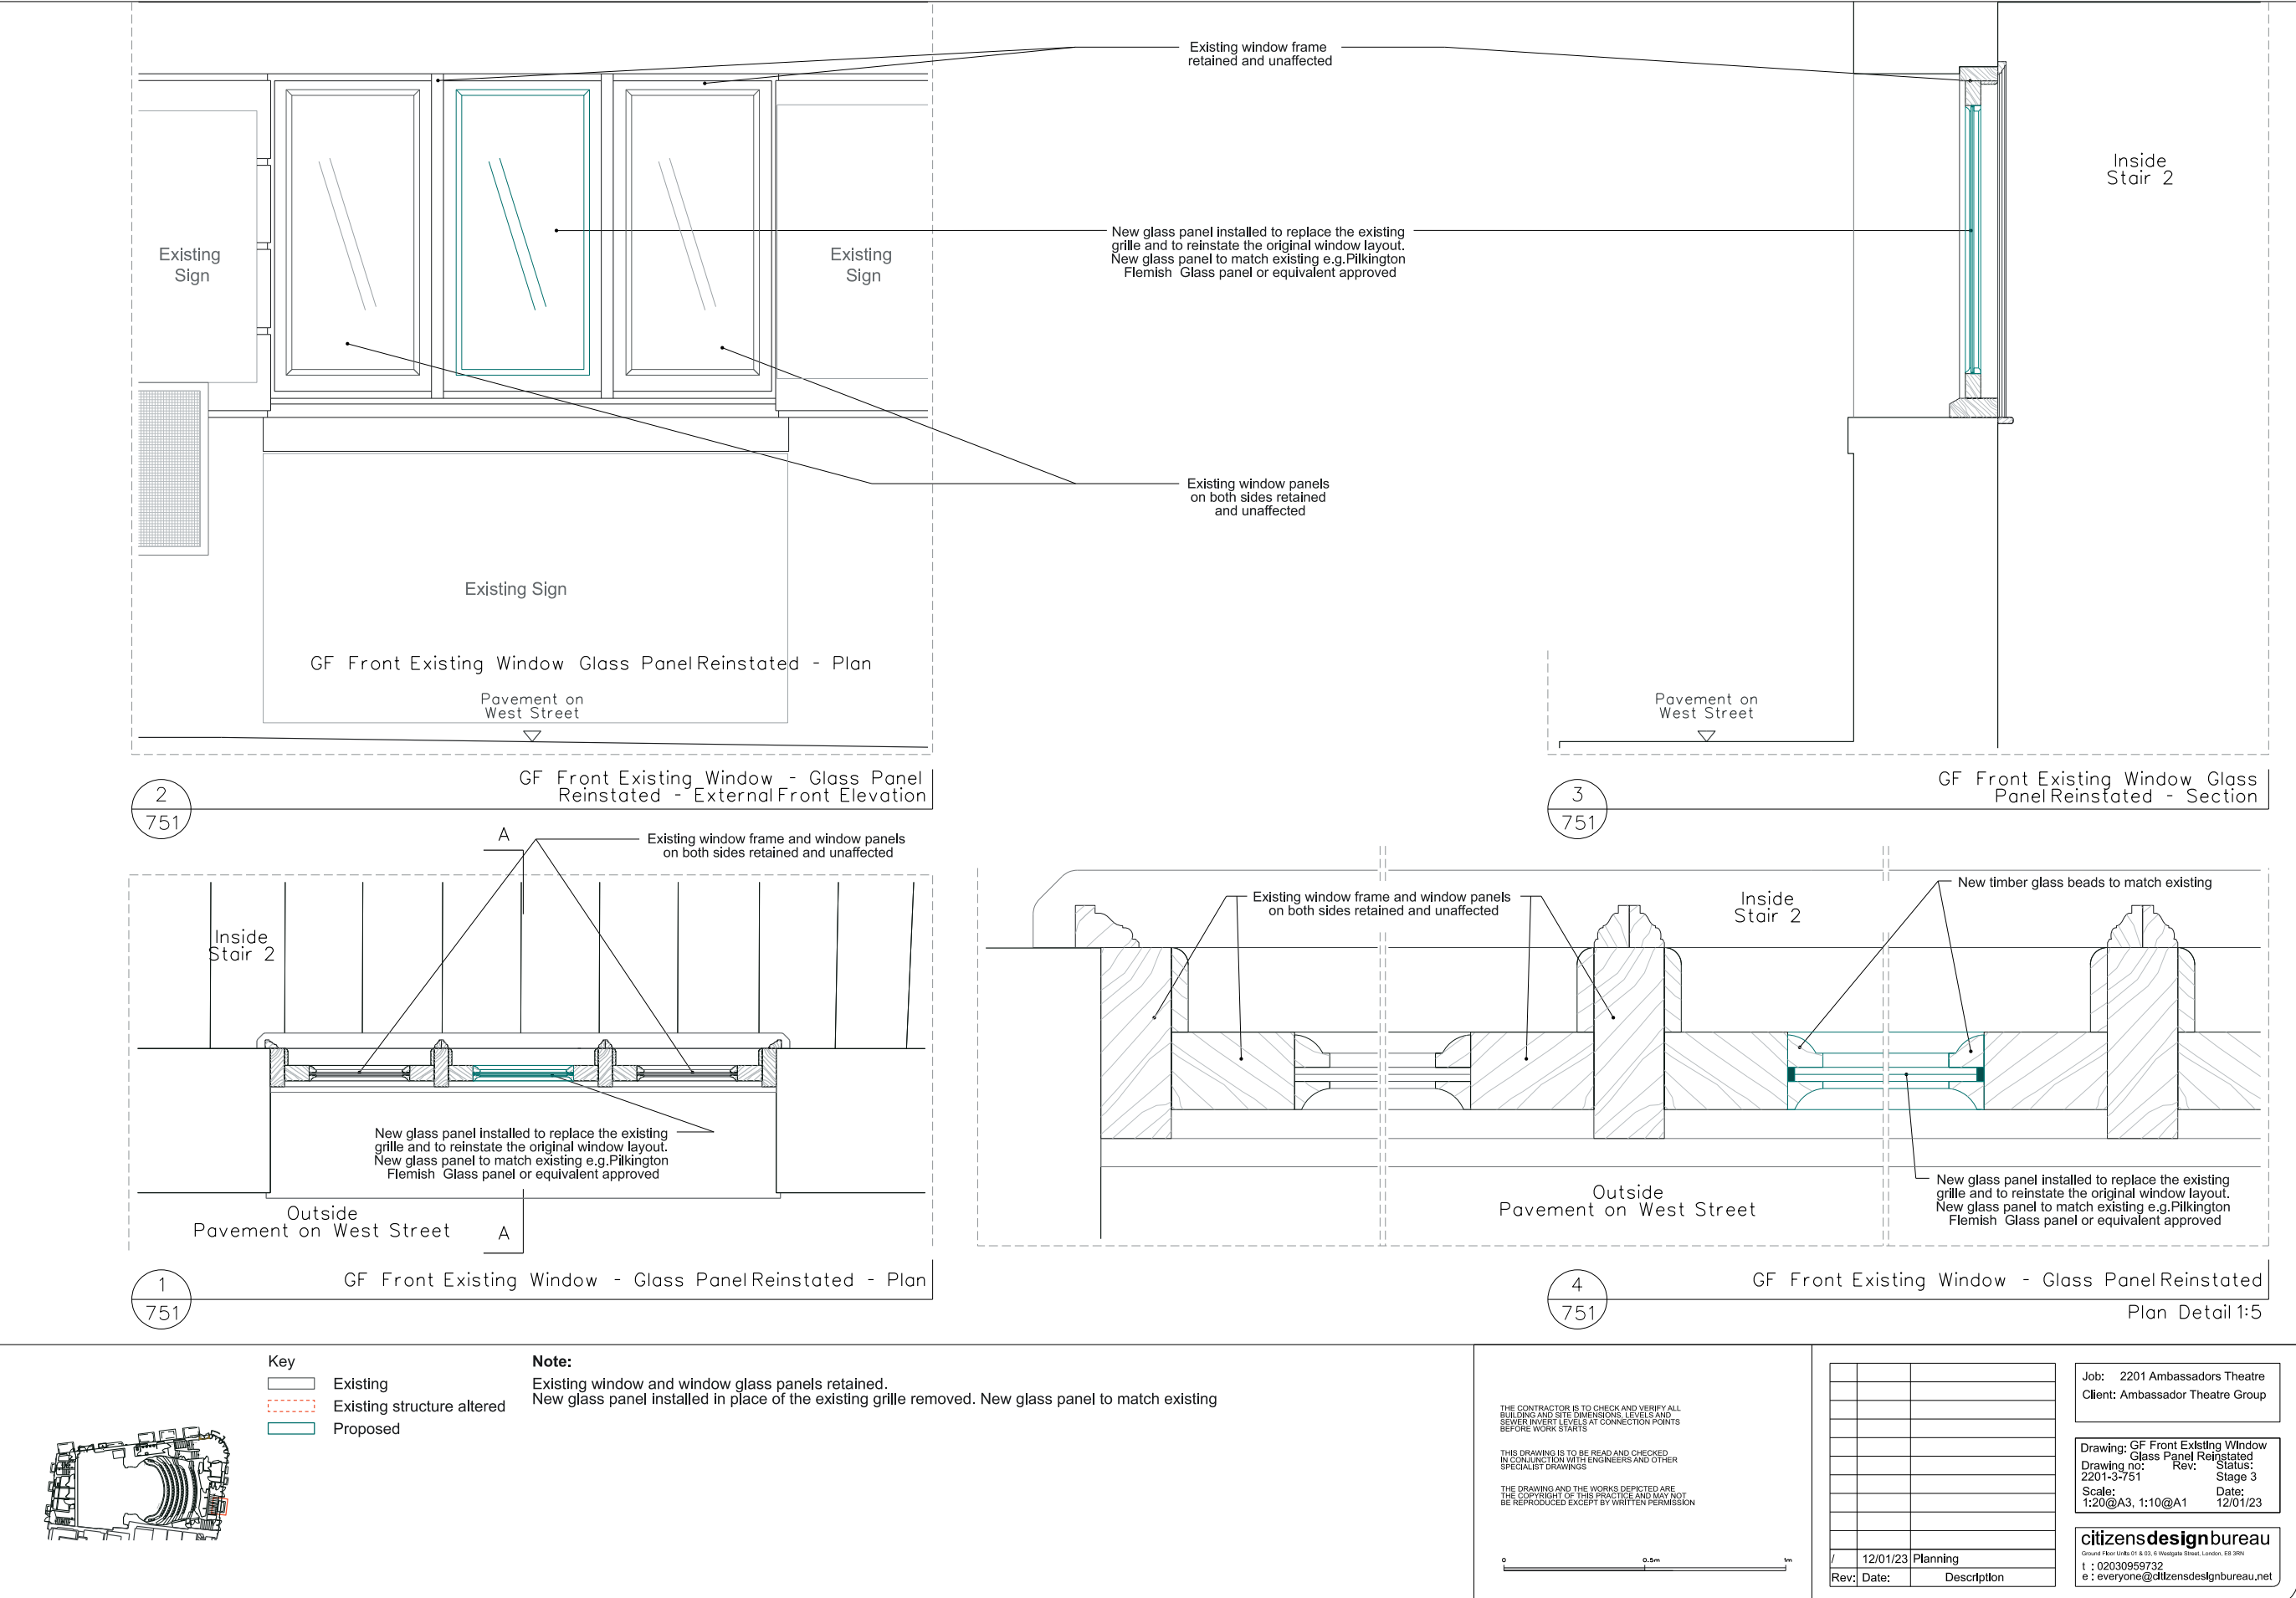 Existing window frame
retained and unaffected
Inside
Stair 2
Existing
Sign
Existing
Sign
New glass panel installed to replace the existing
grille and to reinstate the original window layout.
New glass panel to match existing e.g.Pilkington
Flemish Glass panel or equivalent approved
Existing window panels
on both sides retained
and unaffected
Existing Sign
GF Front Existing Window Glass Panel Reinstated - Plan
Pavement on
West Street
Pavement on
West Street
2
751
GF Front Existing Window - Glass Panel
Reinstated - External Front Elevation
3
751
GF Front Existing Window Glass
Panel Reinstated - Section
A
Existing window frame and window panels
on both sides retained and unaffected
Inside
Stair 2
New glass panel installed to replace the existing
grille and to reinstate the original window layout.
New glass panel to match existing e.g.Pilkington
Flemish Glass panel or equivalent approved
Outside
Pavement on West Street
A
1
751
GF Front Existing Window - Glass Panel Reinstated - Plan
Existing window frame and window panels
on both sides retained and unaffected
Inside
Stair 2
New timber glass beads to match existing
Outside
Pavement on West Street
New glass panel installed to replace the existing
grille and to reinstate the original window layout.
New glass panel to match existing e.g.Pilkington
Flemish Glass panel or equivalent approved
4
751
GF Front Existing Window - Glass Panel Reinstated
Plan Detail 1:5
Key
Existing
Existing structure altered
Proposed
Note:
Existing window and window glass panels retained.
New glass panel installed in place of the existing grille removed. New glass panel to match existing
THE CONTRACTOR IS TO CHECK AND VERIFY ALL
BUILDING AND SITE DIMENSIONS, LEVELS AND
SEWER INVERT LEVELS AT CONNECTION POINTS
BEFORE WORK STARTS
THIS DRAWING IS TO BE READ AND CHECKED
IN CONJUNCTION WITH ENGINEERS AND OTHER
SPECIALIST DRAWINGS
THE DRAWING AND THE WORKS DEPICTED ARE
THE COPYRIGHT OF THIS PRACTICE AND MAY NOT
BE REPRODUCED EXCEPT BY WRITTEN PERMISSION
0 0.5m 1m
/ 12/01/23 Planning
Rev: Date: Description
Job: 2201 Ambassadors Theatre
Client: Ambassador Theatre Group
Drawing: GF Front Existing Window
Glass Panel Reinstated
Drawing no: Rev: Status:
2201-3-751 Stage 3
Scale: Date:
1:20@A3, 1:10@A1 12/01/23
citizensdesignbureau
Ground Floor Units 01 & 03, 6 Westgate Street, London, E8 3RN
t : 02030959732
e : everyone@citizensdesignbureau.net